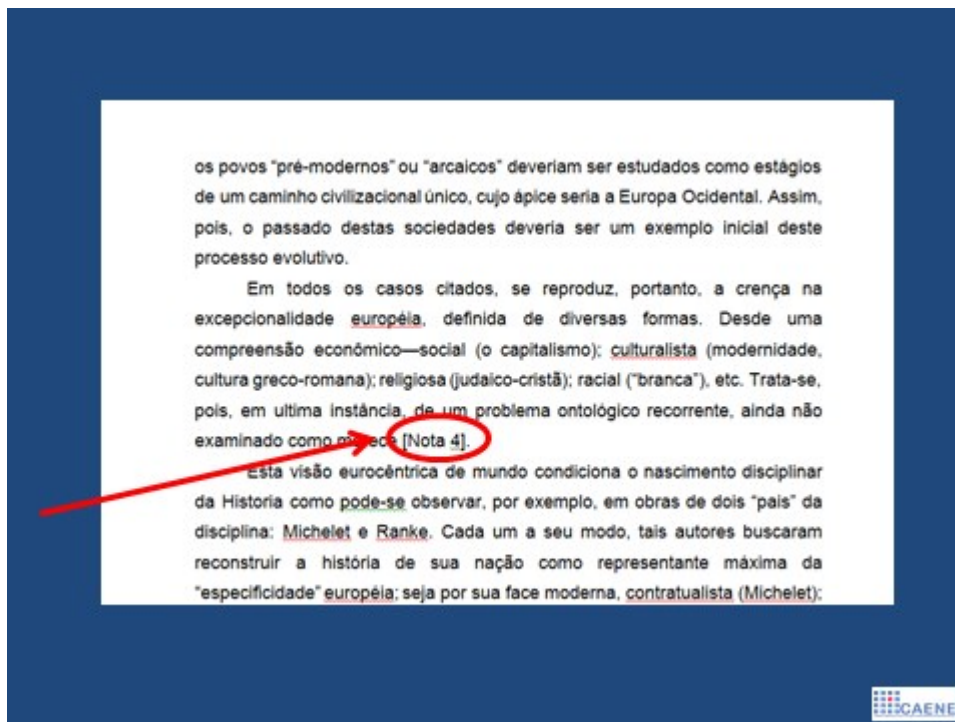 os povos “pré-modernos” ou “arcaicos” deveriam ser estudados como estágios
de um caminho civilizacional único, cujo ápice seria a Europa Ocidental. Assim,
pois, o passado destas sociedades deveria ser um exemplo inicial deste
processo evolutivo.
Em todos os casos citados, se reproduz, portanto, a crença na
excepcionalidade européia, definida de diversas formas. Desde uma
compreensão econômico—social (o capitalismo); culturalista (modernidade,
cultura greco-romana); religiosa (judaico-cristã); racial (“branca”), etc. Trata-se,
pois, em ultima instância, de um problema ontológico recorrente, ainda não
examinado como merece [Nota 4].
Esta visão eurocêntrica de mundo condiciona o nascimento disciplinar
da Historia como pode-se observar, por exemplo, em obras de dois “pais” da
disciplina: Michelet e Ranke. Cada um a seu modo, tais autores buscaram
reconstruir a história de sua nação como representante máxima da
“especificidade” européia; seja por sua face moderna, contratualista (Michelet);
CAENE